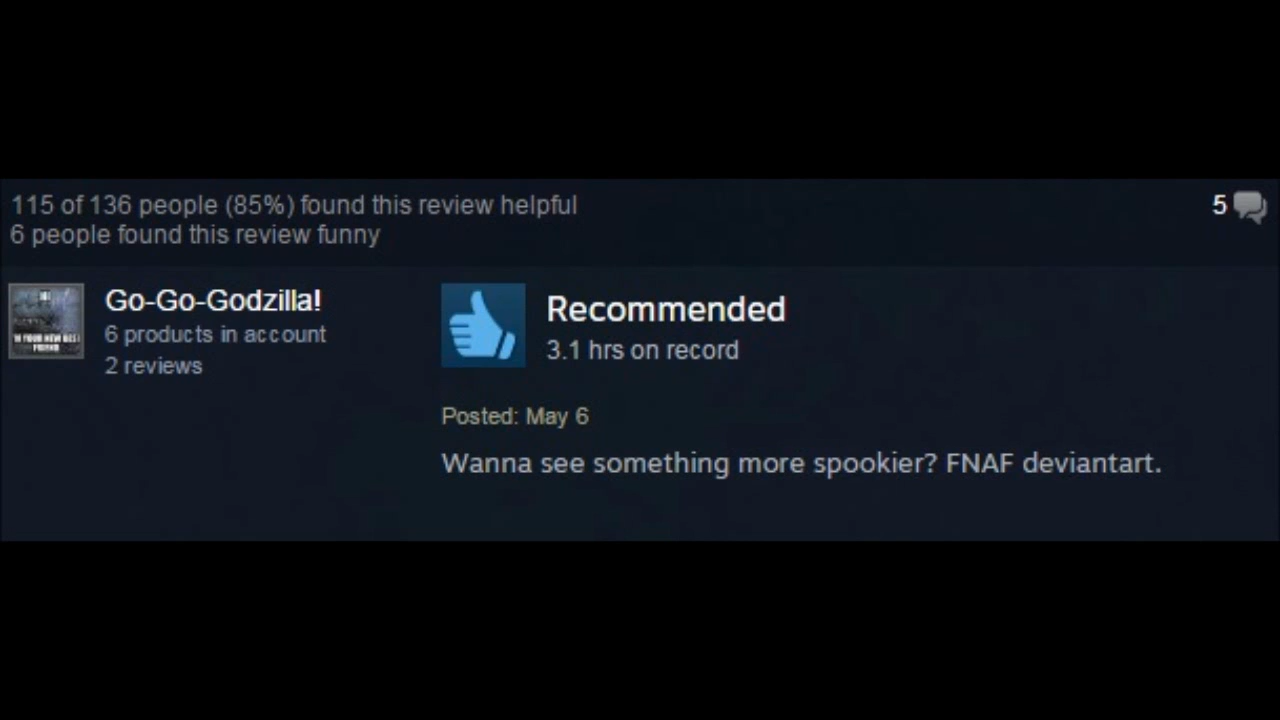 115 of 136 people (85%) found this review helpful
6 people found this review funny
5
Go-Go-Godzilla!
6 products in account
2 reviews
Recommended
3.1 hrs on record
Posted: May 6
Wanna see something more spookier? FNAF deviantart.